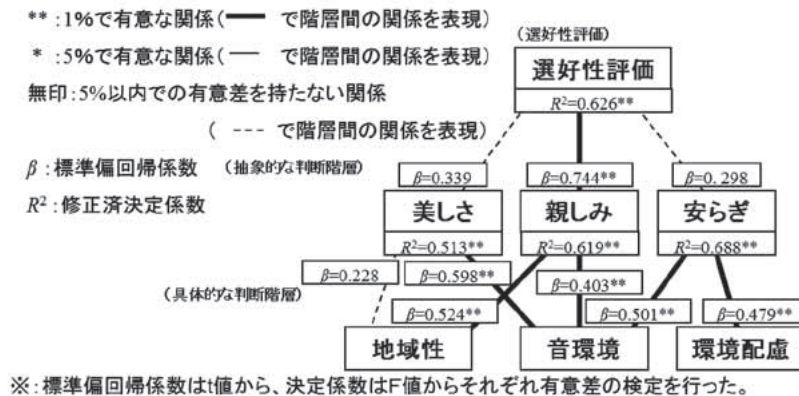 ** :1%で有意な関係( で階層間の関係を表現)
* :5%で有意な関係( で階層間の関係を表現)
無印:5%以内での有意差を持たない関係
( --- で階層間の関係を表現)
β:標準偏回帰係数
R²:修正済決定係数
(選好性評価)
選好性評価
R²=0.626**
(抽象的な判断階層)
β=0.339 β=0.744** β=0.298
美しさ 親しみ 安らぎ
R²=0.513** R²=0.619** R²=0.688**
β=0.228 β=0.598** β=0.403**
(具体的な判断階層)
β=0.524** β=0.501** β=0.479**
地域性 音環境 環境配慮
※:標準偏回帰係数はt値から、決定係数はF値からそれぞれ有意差の検定を行った。